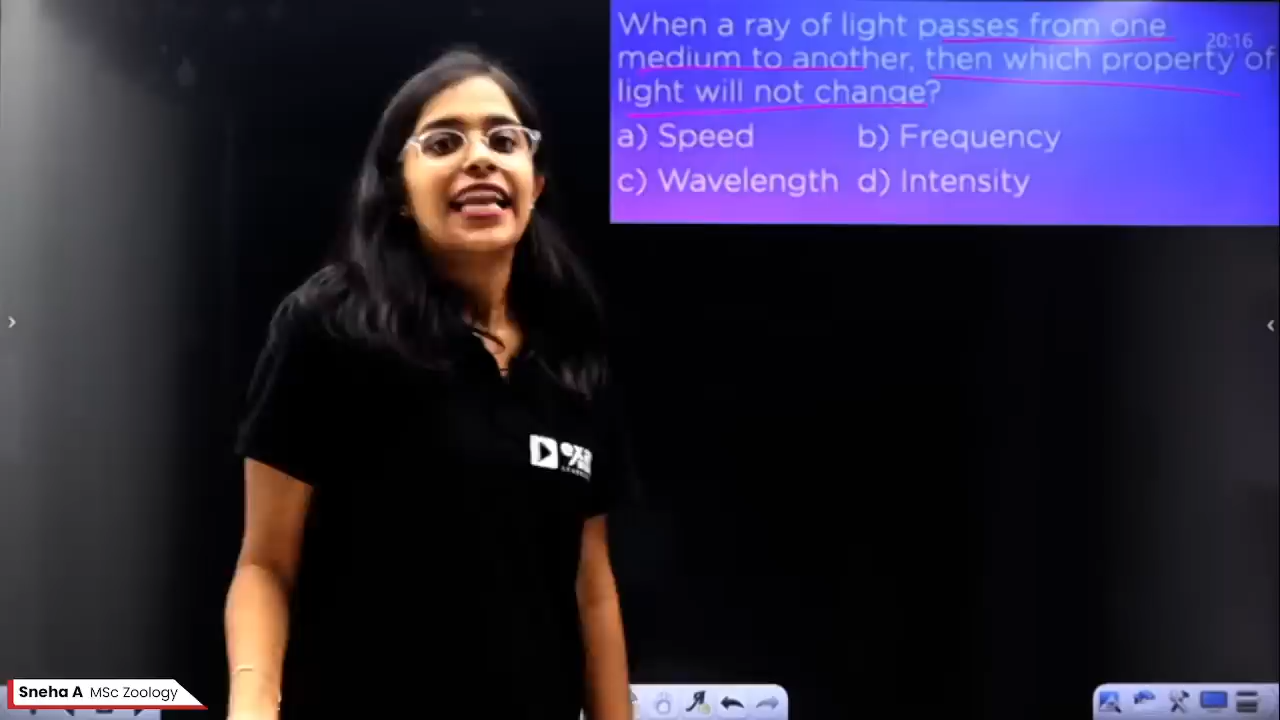 When a ray of light passes from one
20:16
medium to another, then which property of
light will not change?
a) Speed b) Frequency
c) Wavelength d) Intensity
Sneha A MSc Zoology